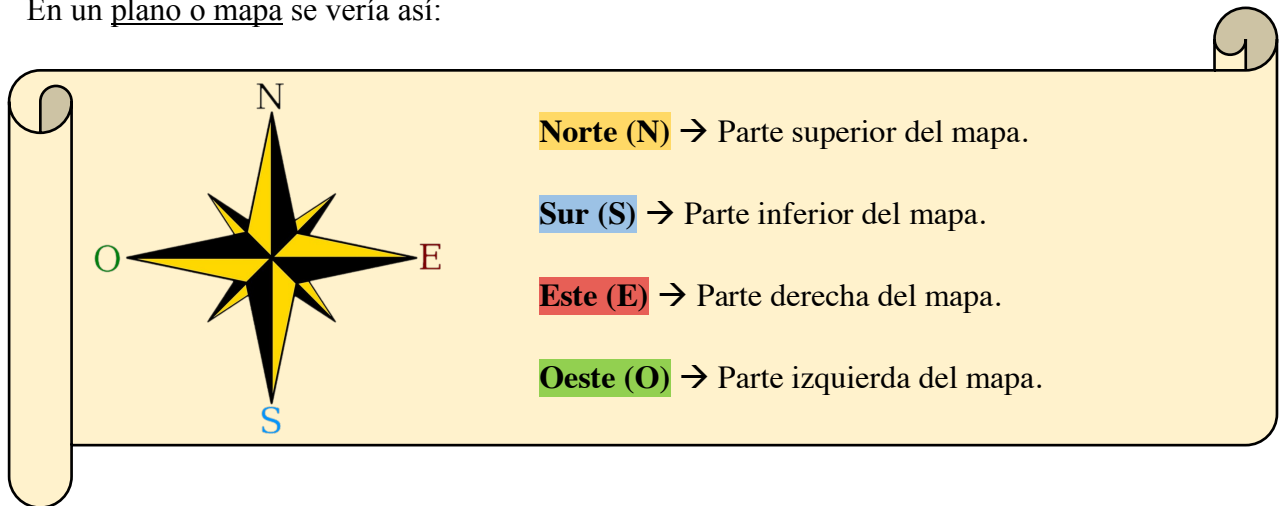 En un plano o mapa se vería así:
N
O
E
S
Norte (N) → Parte superior del mapa.
Sur (S) → Parte inferior del mapa.
Este (E) → Parte derecha del mapa.
Oeste (O) → Parte izquierda del mapa.